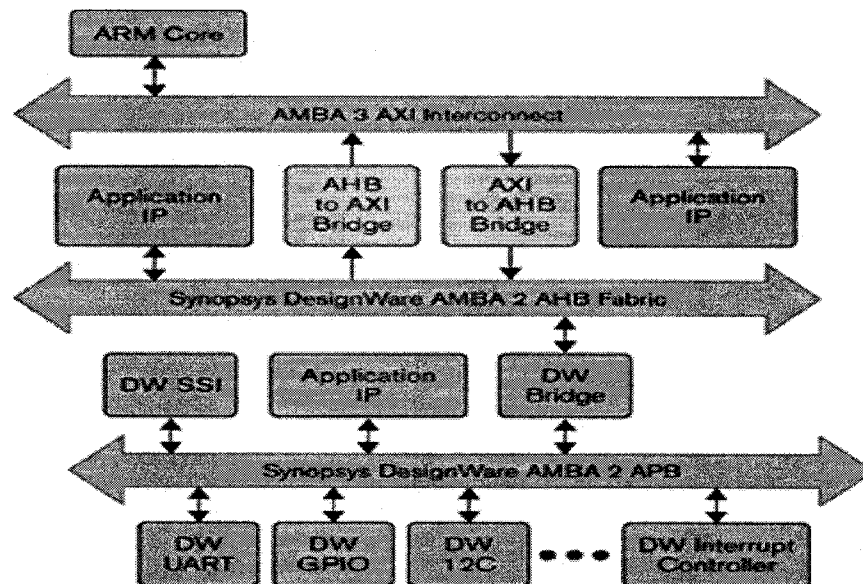 ARM Core
AMBA 3 AXI Interconnect
Application
IP
AHB
to AXI
Bridge
AXI
to AHB
Bridge
Application
IP
Synopsys DesignWare AMBA 2 AHB Fabric
DW SSI
Application
IP
DW
Bridge
Synopsys DesignWare AMBA 2 APB
DW
UART
DW
GPIO
DW
12C
DW Interrupt
Controller